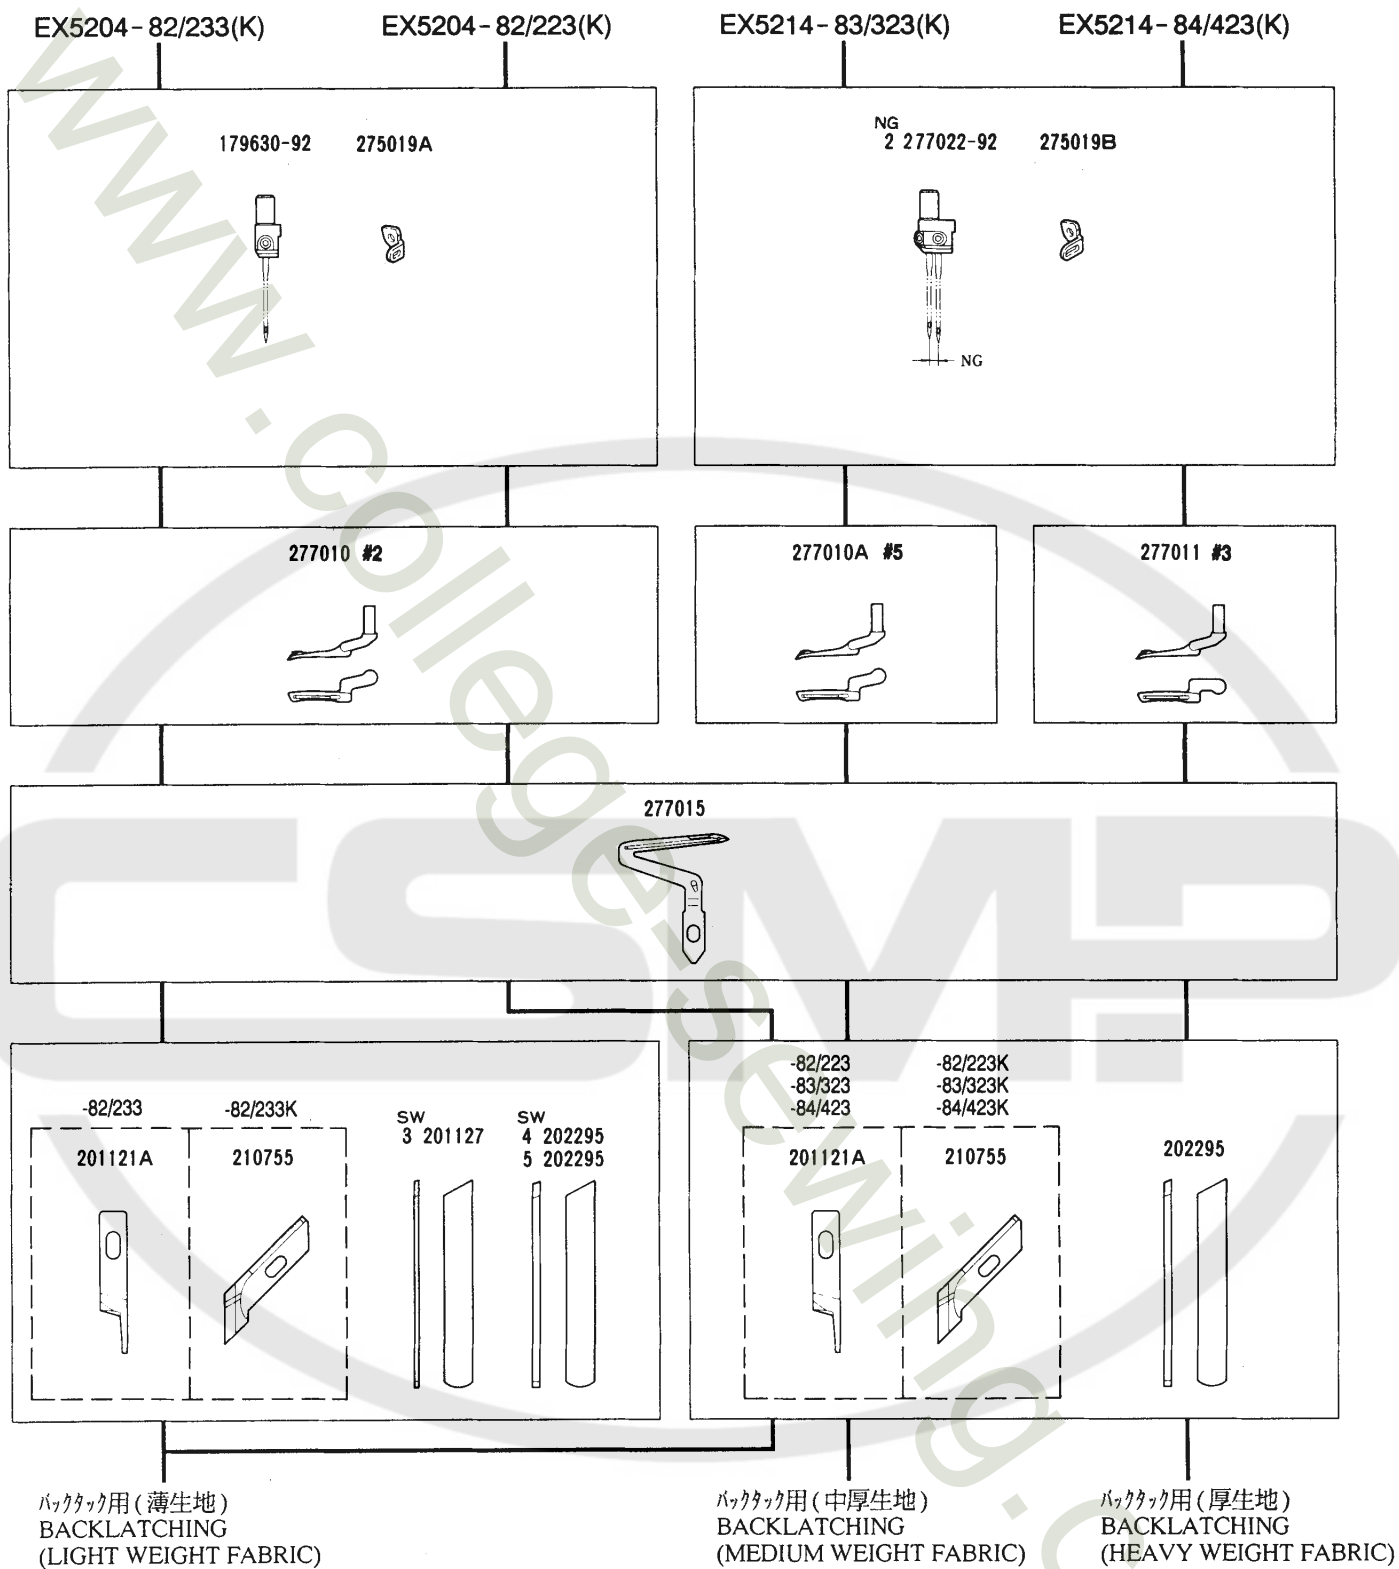 EX5204-82/233(K) EX5204-82/223(K) EX5214-83/323(K) EX5214-84/423(K)
179630-92 275019A
NG
2 277022-92 275019B
NG
277010 #2
277010A #5
277011 #3
277015
-82/233 -82/233K
201121A 210755
SW
3 201127
SW
4 202295
5 202295
-82/223 -82/223K
-83/323 -83/323K
-84/423 -84/423K
201121A 210755 202295
バックタック用(薄生地)
BACKLATCHING
(LIGHT WEIGHT FABRIC)
バックタック用(中厚生地)
BACKLATCHING
(MEDIUM WEIGHT FABRIC)
バックタック用(厚生地)
BACKLATCHING
(HEAVY WEIGHT FABRIC)
CSMP
www.college-sewing.c